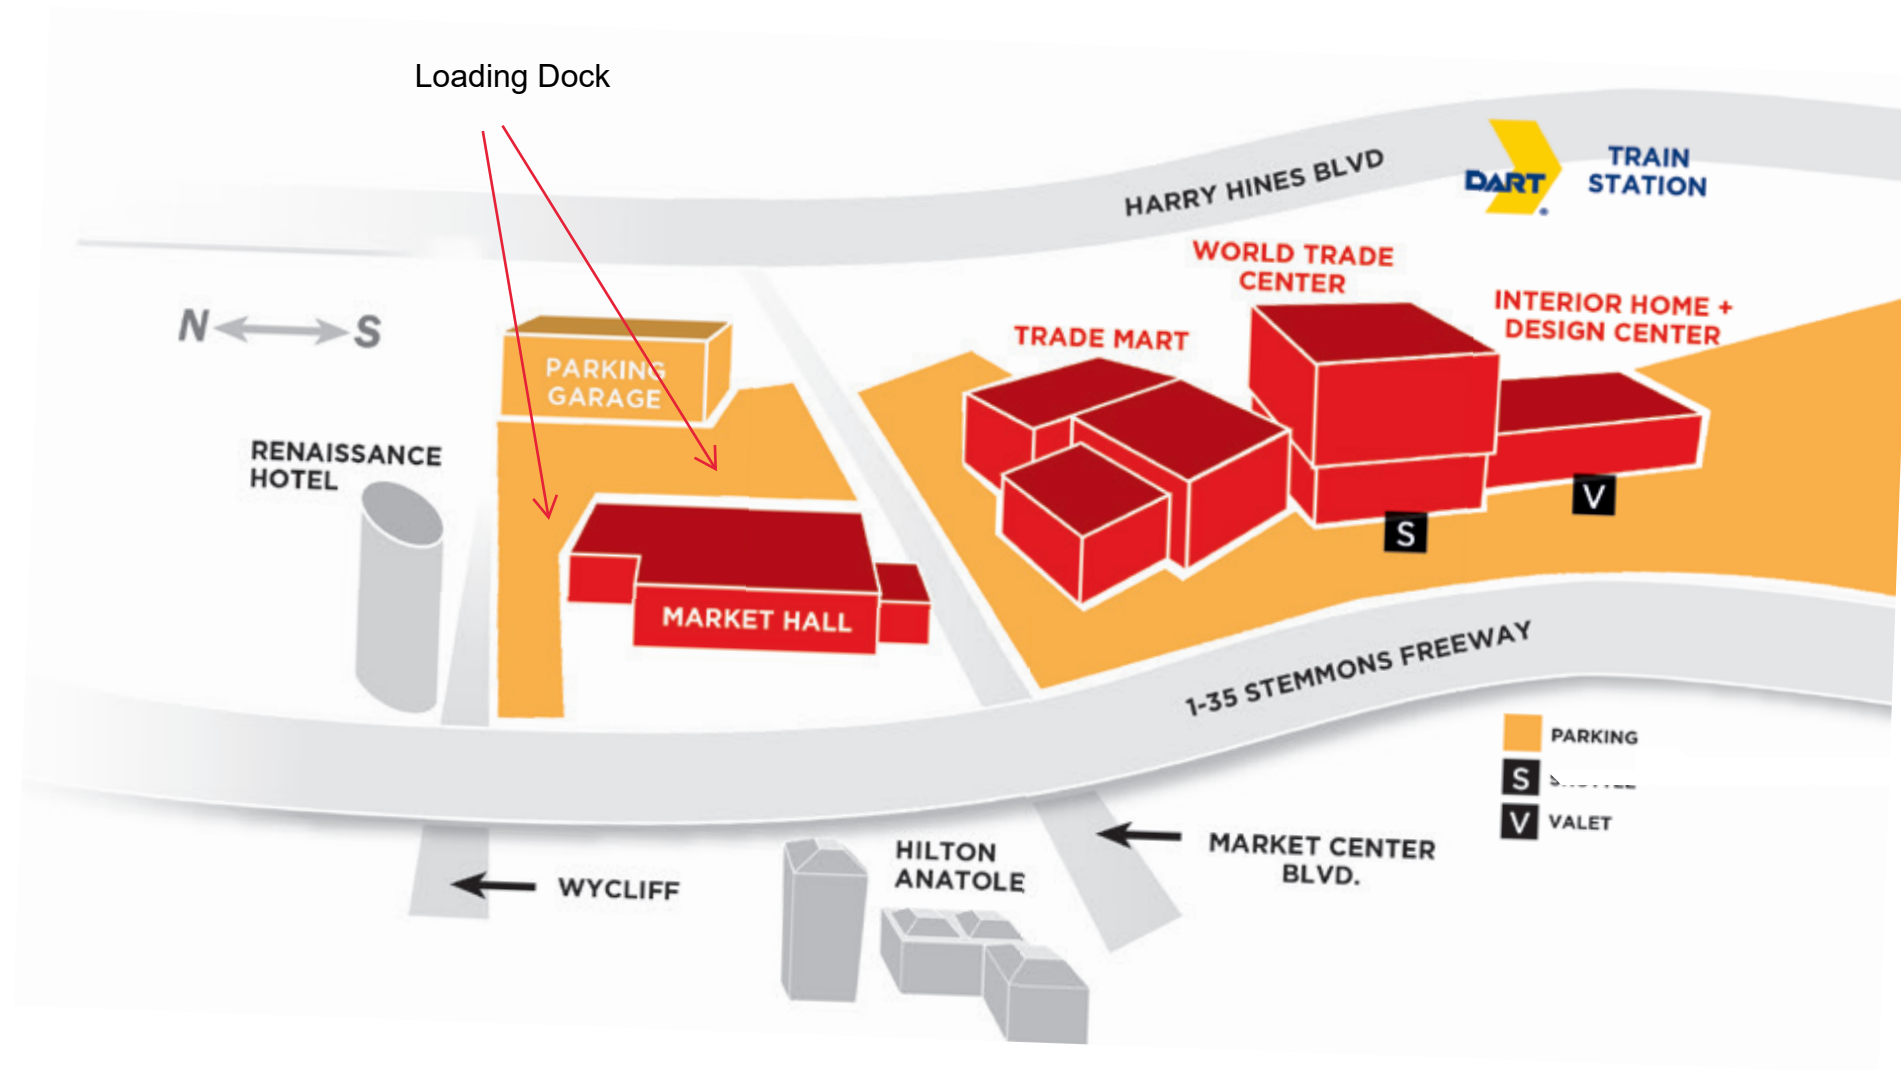 Loading Dock
HARRY HINES BLVD
DART
TRAIN
STATION
WORLD TRADE
CENTER
INTERIOR HOME +
DESIGN CENTER
TRADE MART
N
S
PARKING
GARAGE
RENAISSANCE
HOTEL
V
S
MARKET HALL
1-35 STEMMONS FREEWAY
PARKING
S
V VALET
HILTON
ANATOLE
MARKET CENTER
BLVD.
WYCLIFF